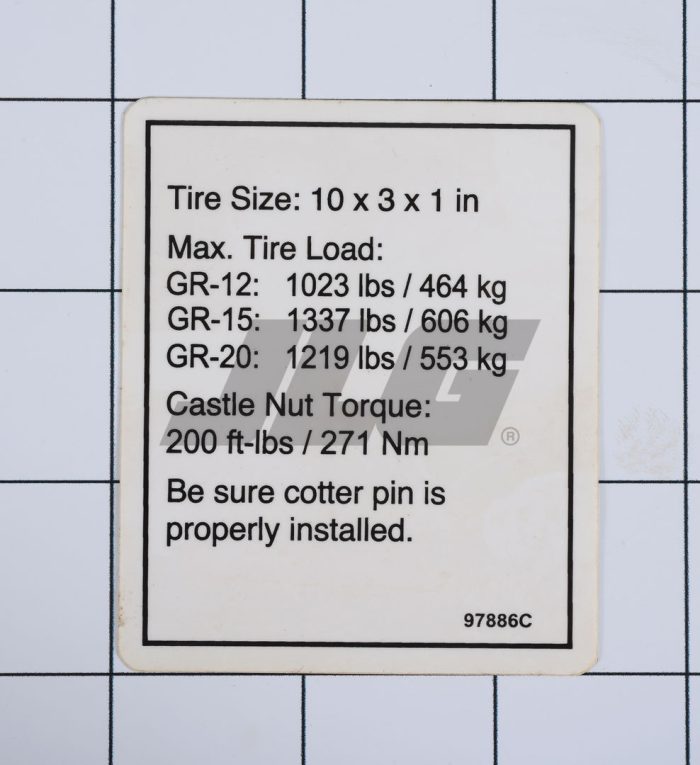 Tire Size: 10 x 3 x 1 in
Max. Tire Load:
GR-12: 1023 lbs / 464 kg
GR-15: 1337 lbs / 606 kg
GR-20: 1219 lbs / 553 kg
JLG®
Castle Nut Torque:
200 ft-lbs / 271 Nm
Be sure cotter pin is
properly installed.
97886C